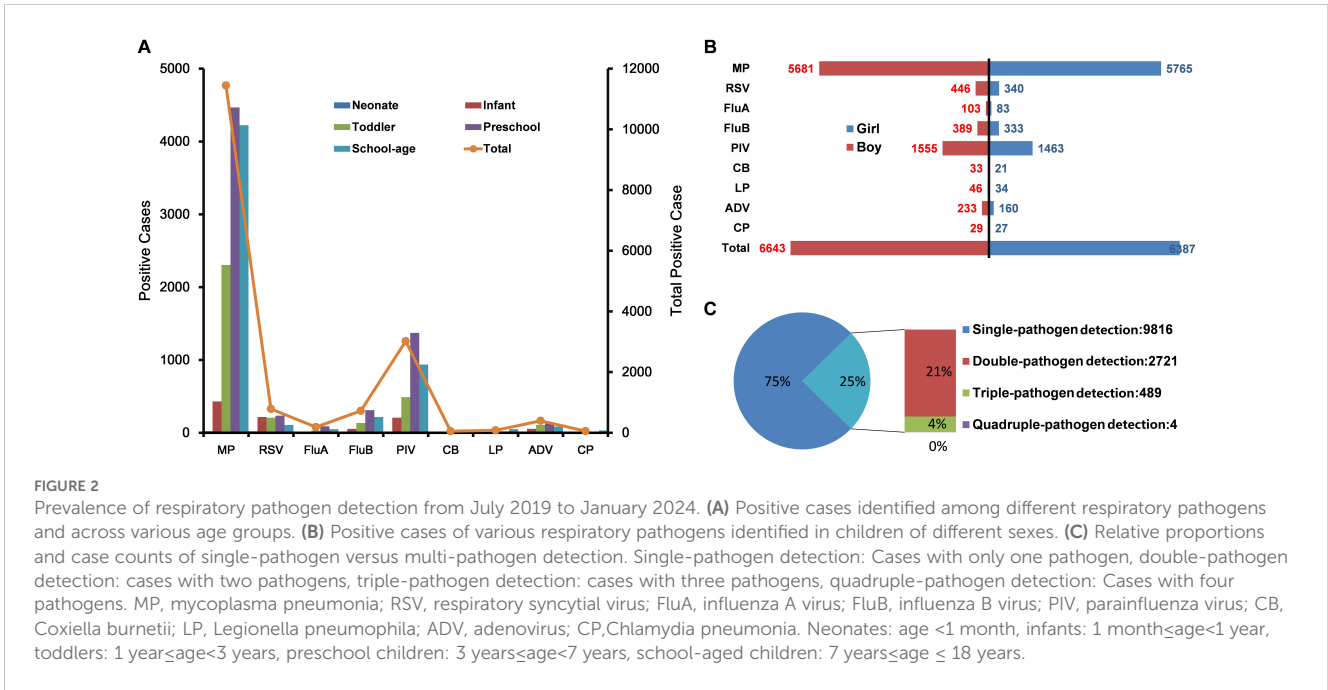 A
5000
4000
3000
2000
1000
0
Positive Cases
12000
10000
8000
6000
4000
2000
0
Total Positive Case
Neonate
Infant
Toddler
Preschool
School-age
Total
MP RSV FluA FluB PIV CB LP ADV CP
B
MP 5681 5765
RSV 446 340
FluA 103 83
FluB 389 333
PIV 1555 1463
CB 33 21
LP 46 34
ADV 233 160
CP 29 27
Total 6643 6387
Girl
Boy
C
75%
25%
21%
4%
0%
Single-pathogen detection:9816
Double-pathogen detection:2721
Triple-pathogen detection:489
Quadruple-pathogen detection:4
FIGURE 2
Prevalence of respiratory pathogen detection from July 2019 to January 2024. (A) Positive cases identified among different respiratory pathogens
and across various age groups. (B) Positive cases of various respiratory pathogens identified in children of different sexes. (C) Relative proportions
and case counts of single-pathogen versus multi-pathogen detection. Single-pathogen detection: Cases with only one pathogen, double-pathogen
detection: cases with two pathogens, triple-pathogen detection: cases with three pathogens, quadruple-pathogen detection: Cases with four
pathogens. MP, mycoplasma pneumonia; RSV, respiratory syncytial virus; FluA, influenza A virus; FluB, influenza B virus; PIV, parainfluenza virus; CB,
Coxiella burnetii; LP, Legionella pneumophila; ADV, adenovirus; CP,Chlamydia pneumonia. Neonates: age <1 month, infants: 1 month≤age<1 year,
toddlers: 1 year≤age<3 years, preschool children: 3 years≤age<7 years, school-aged children: 7 years≤age ≤ 18 years.